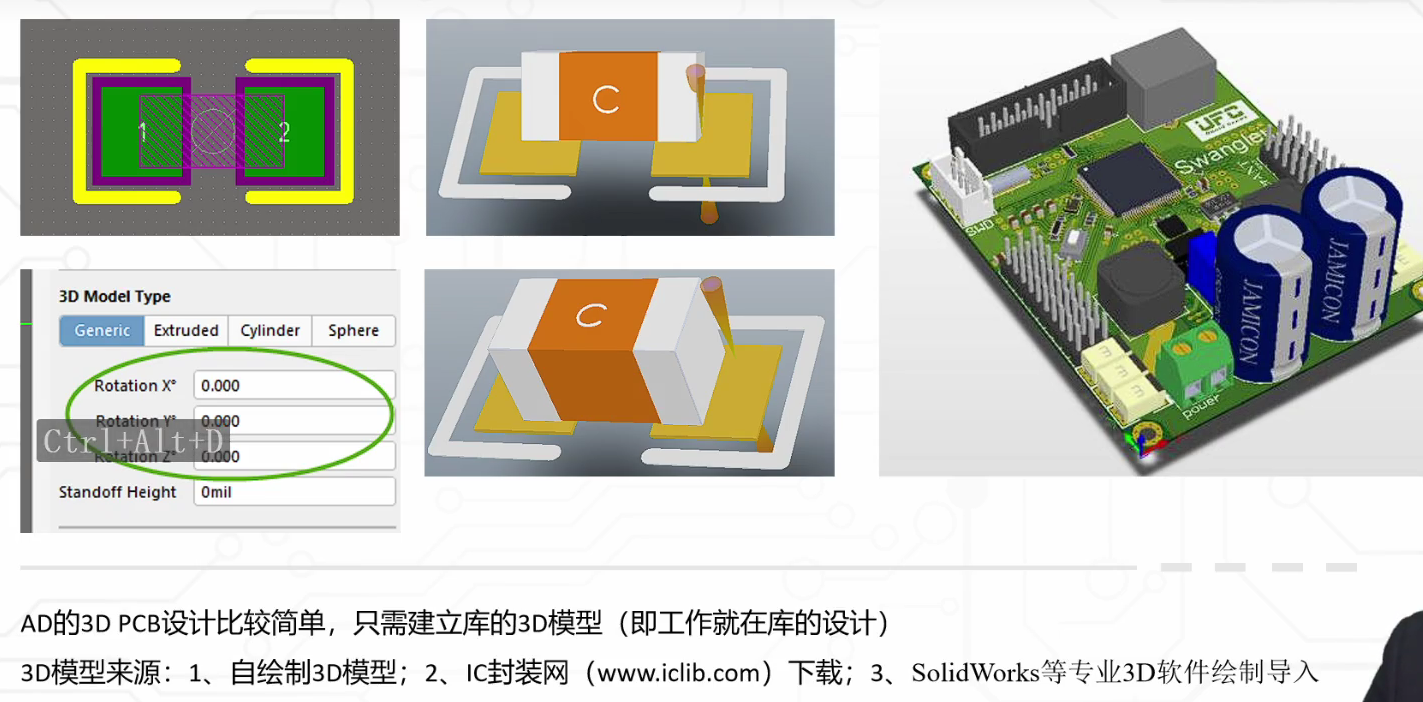 1
2
C
3D Model Type
Generic
Extruded
Cylinder
Sphere
Rotation X°
0.000
Rotation Y°
0.000
Ctrl+Alt+D
Rotation Z°
0.000
Standoff Height
0mil
C
UFC
Swangler
SWD
JAMICON
JAMICON
power
AD的3D PCB设计比较简单，只需建立库的3D模型（即工作就在库的设计）
3D模型来源：1、自绘制3D模型；2、IC封装网（www.iclib.com）下载；3、SolidWorks等专业3D软件绘制导入